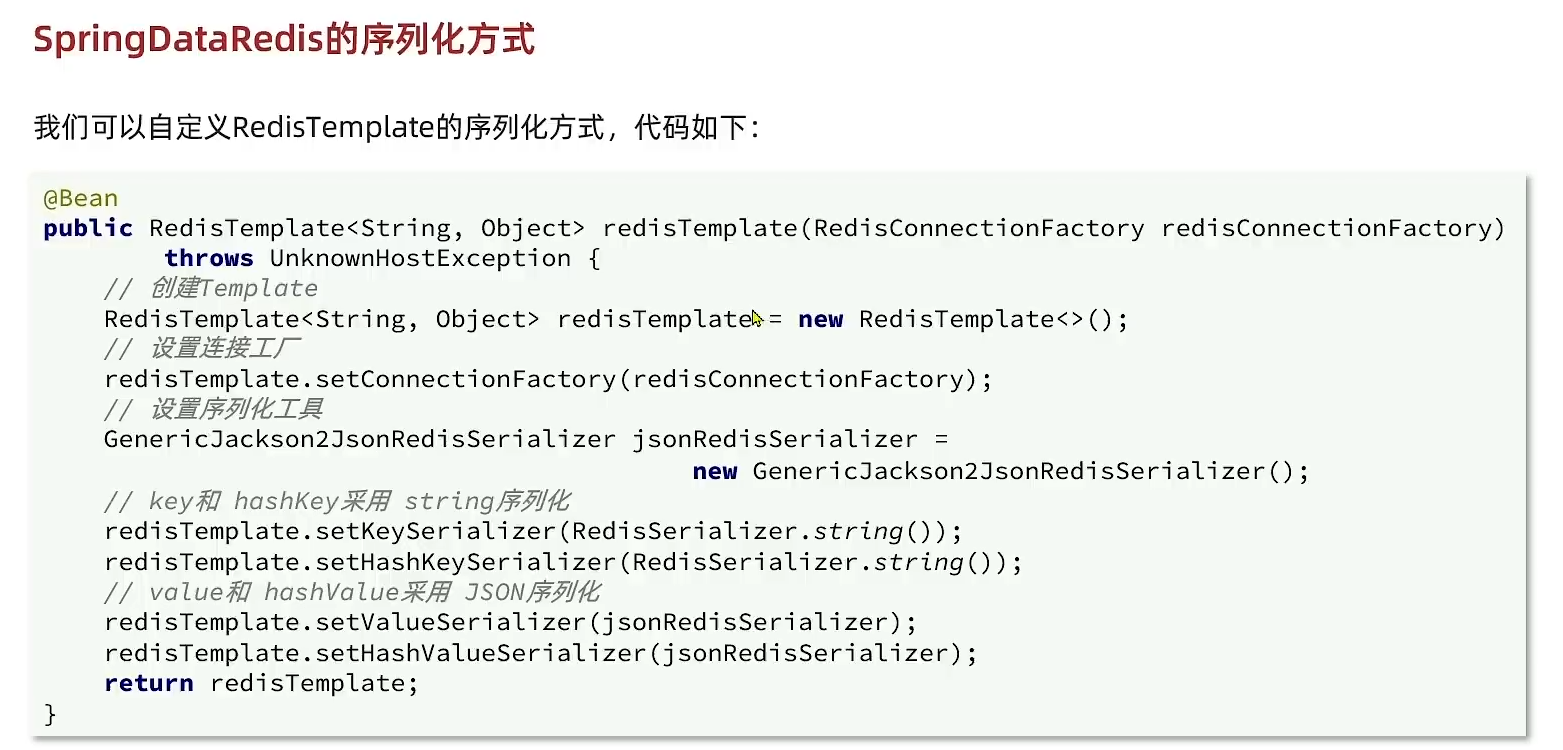 SpringDataRedis的序列化方式
我们可以自定义RedisTemplate的序列化方式，代码如下：
@Bean
public RedisTemplate<String, Object> redisTemplate(RedisConnectionFactory redisConnectionFactory)
        throws UnknownHostException {
    // 创建Template
    RedisTemplate<String, Object> redisTemplate = new RedisTemplate<>();
    // 设置连接工厂
    redisTemplate.setConnectionFactory(redisConnectionFactory);
    // 设置序列化工具
    GenericJackson2JsonRedisSerializer jsonRedisSerializer =
                                           new GenericJackson2JsonRedisSerializer();
    // key和 hashKey采用 string序列化
    redisTemplate.setKeySerializer(RedisSerializer.string());
    redisTemplate.setHashKeySerializer(RedisSerializer.string());
    // value和 hashValue采用 JSON序列化
    redisTemplate.setValueSerializer(jsonRedisSerializer);
    redisTemplate.setHashValueSerializer(jsonRedisSerializer);
    return redisTemplate;
}